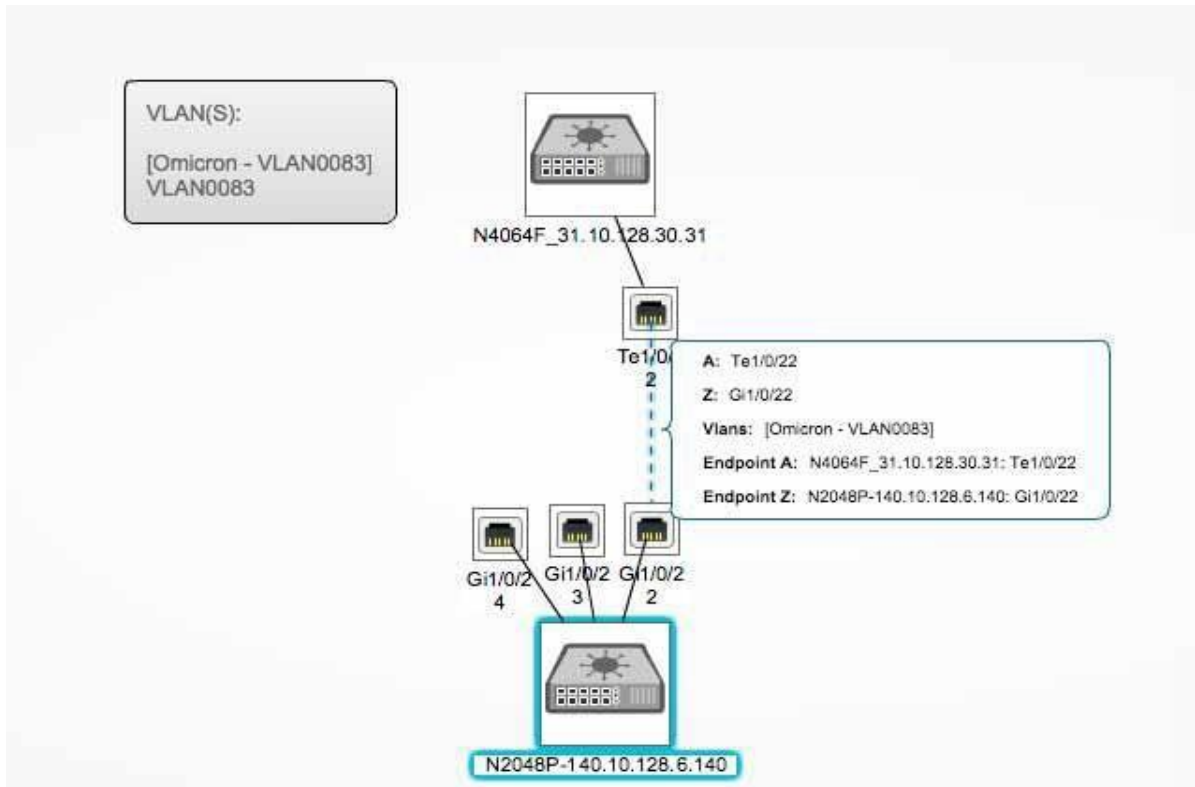 VLAN(S):
[Omicron - VLAN0083]
VLAN0083
N4064F_31.10.128.30.31
Te1/0/
2
A: Te1/0/22
Z: Gi1/0/22
Vlans: [Omicron - VLAN0083]
Endpoint A: N4064F_31.10.128.30.31: Te1/0/22
Endpoint Z: N2048P-140.10.128.6.140: Gi1/0/22
Gi1/0/2
4
Gi1/0/2
3
Gi1/0/2
2
N2048P-140.10.128.6.140